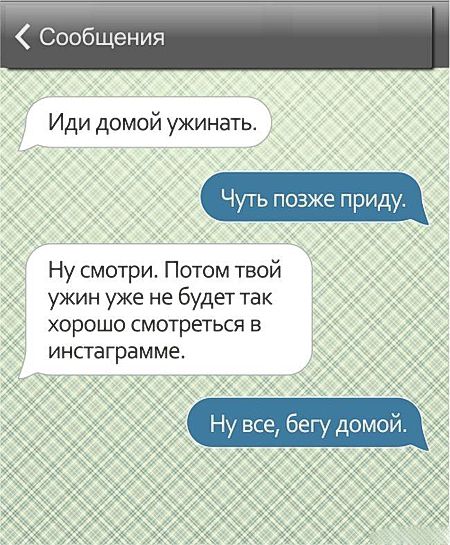 Сообщения
Иди домой ужинать.
Чуть позже приду.
Ну смотри. Потом твой
ужин уже не будет так
хорошо смотреться в
инстаграмме.
Ну все, бегу домой.